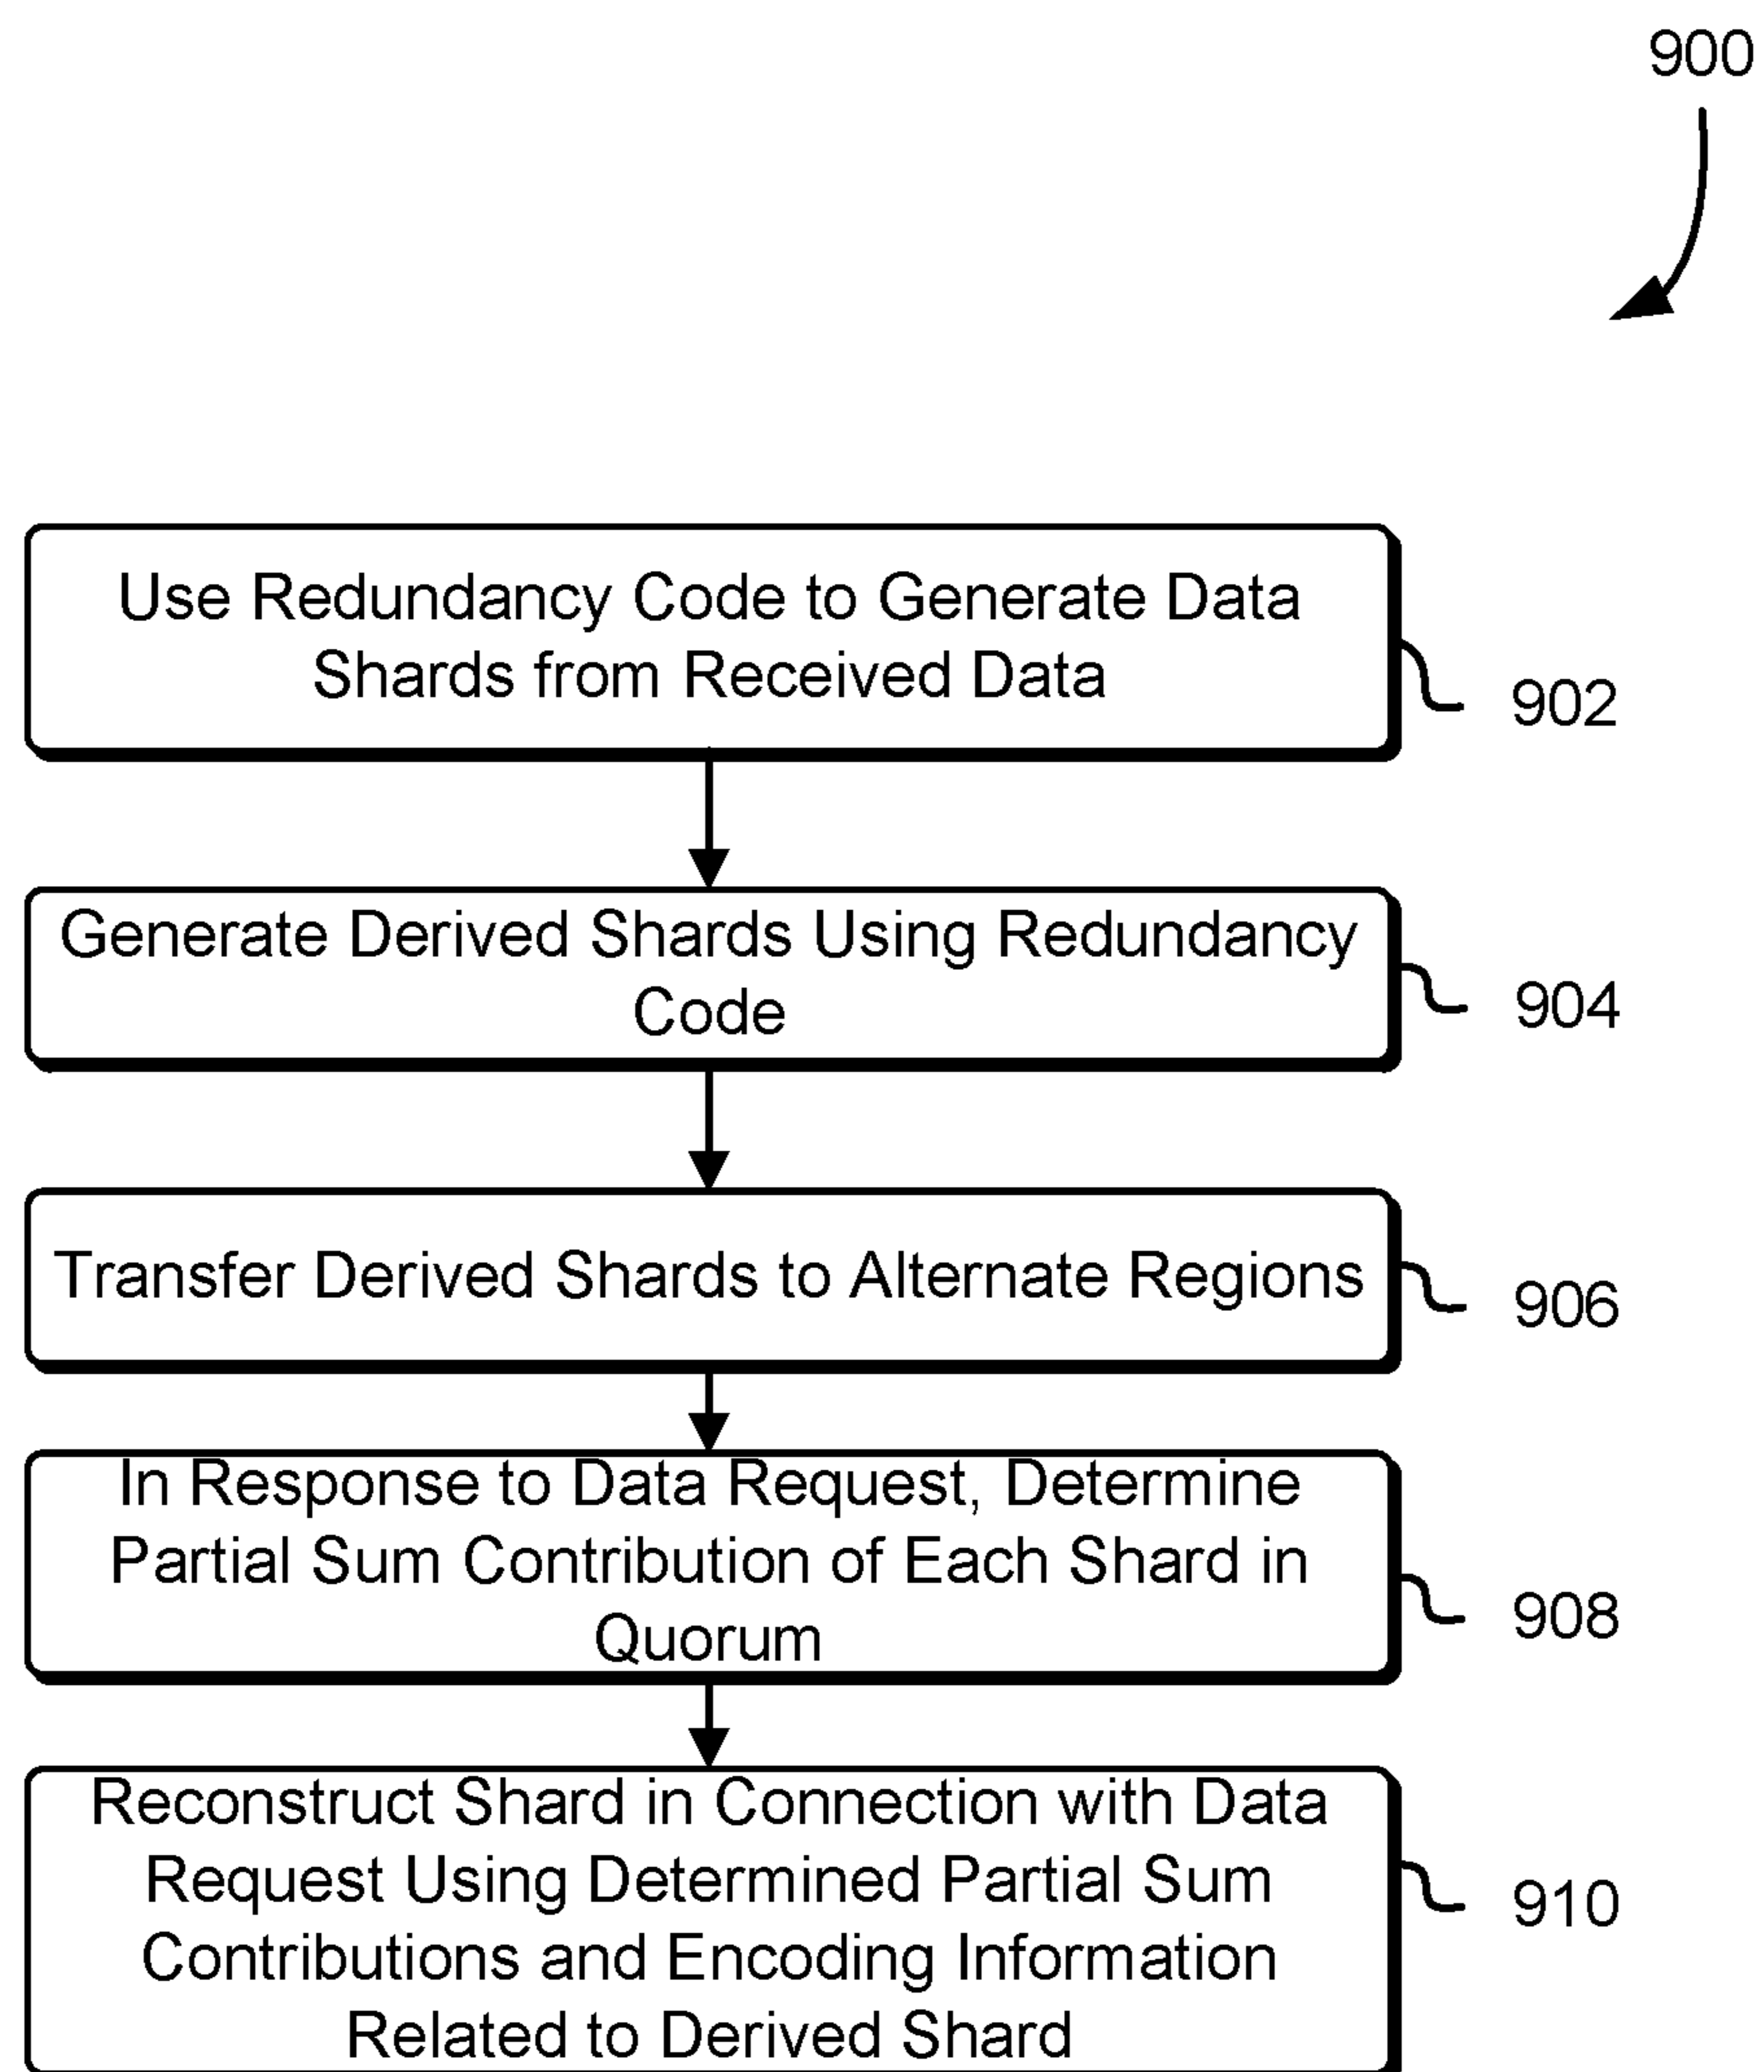 900
Use Redundancy Code to Generate Data
Shards from Received Data
902
Generate Derived Shards Using Redundancy
Code
904
Transfer Derived Shards to Alternate Regions
906
In Response to Data Request, Determine
Partial Sum Contribution of Each Shard in
Quorum
908
Reconstruct Shard in Connection with Data
Request Using Determined Partial Sum
Contributions and Encoding Information
Related to Derived Shard
910